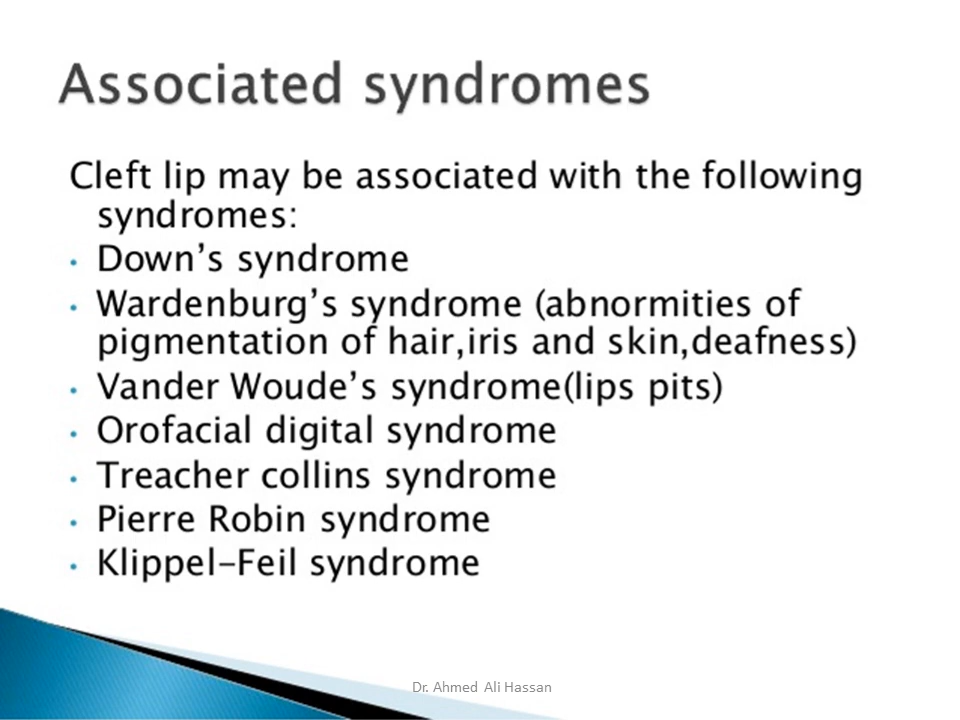 Associated syndromes
Cleft lip may be associated with the following
syndromes:
• Down’s syndrome
• Wardenburg’s syndrome (abnormities of
pigmentation of hair,iris and skin,deafness)
• Vander Woude’s syndrome(lips pits)
• Orofacial digital syndrome
• Treacher collins syndrome
• Pierre Robin syndrome
• Klippel-Feil syndrome
Dr. Ahmed Ali Hassan